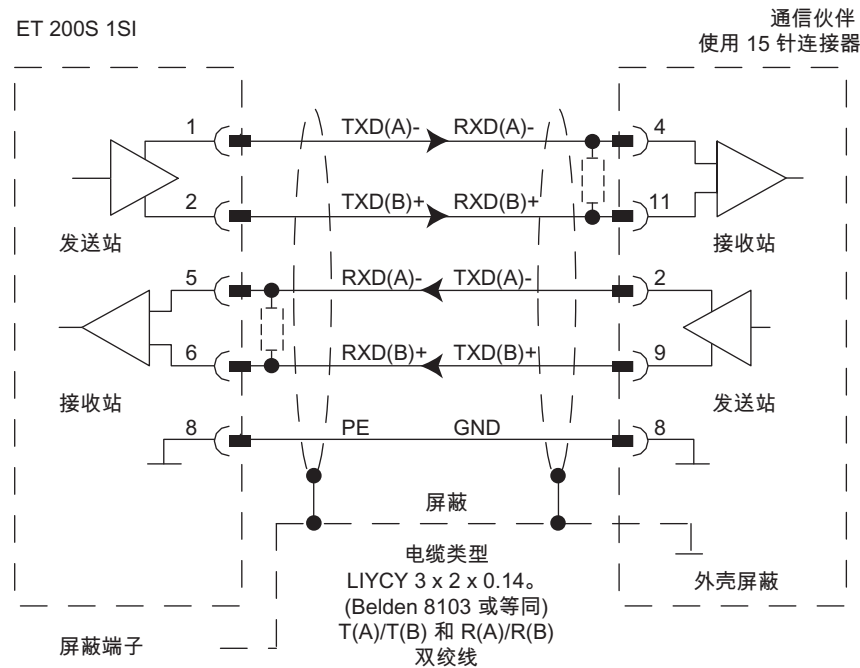 ET 200S 1SI
通信伙伴
使用 15 针连接器
1 TXD(A)- RXD(A)- 4
2 TXD(B)+ RXD(B)+ 11
发送站 接收站
5 RXD(A)- TXD(A)- 2
6 RXD(B)+ TXD(B)+ 9
接收站 发送站
8 PE GND 8
屏蔽
电缆类型
LIYCY 3 x 2 x 0.14。
(Belden 8103 或等同)
T(A)/T(B) 和 R(A)/R(B)
双绞线
外壳屏蔽
屏蔽端子